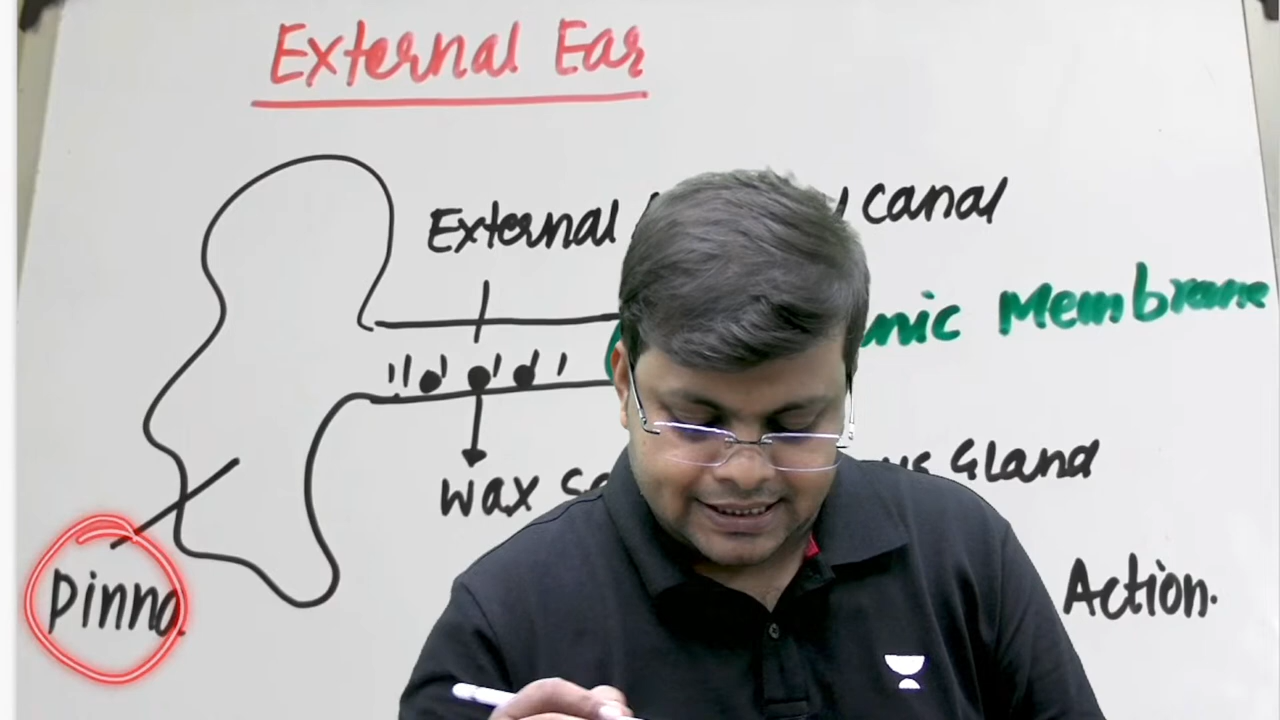 External Ear
External canal
nic Membrane
Wax Gland
Pinna
Action.